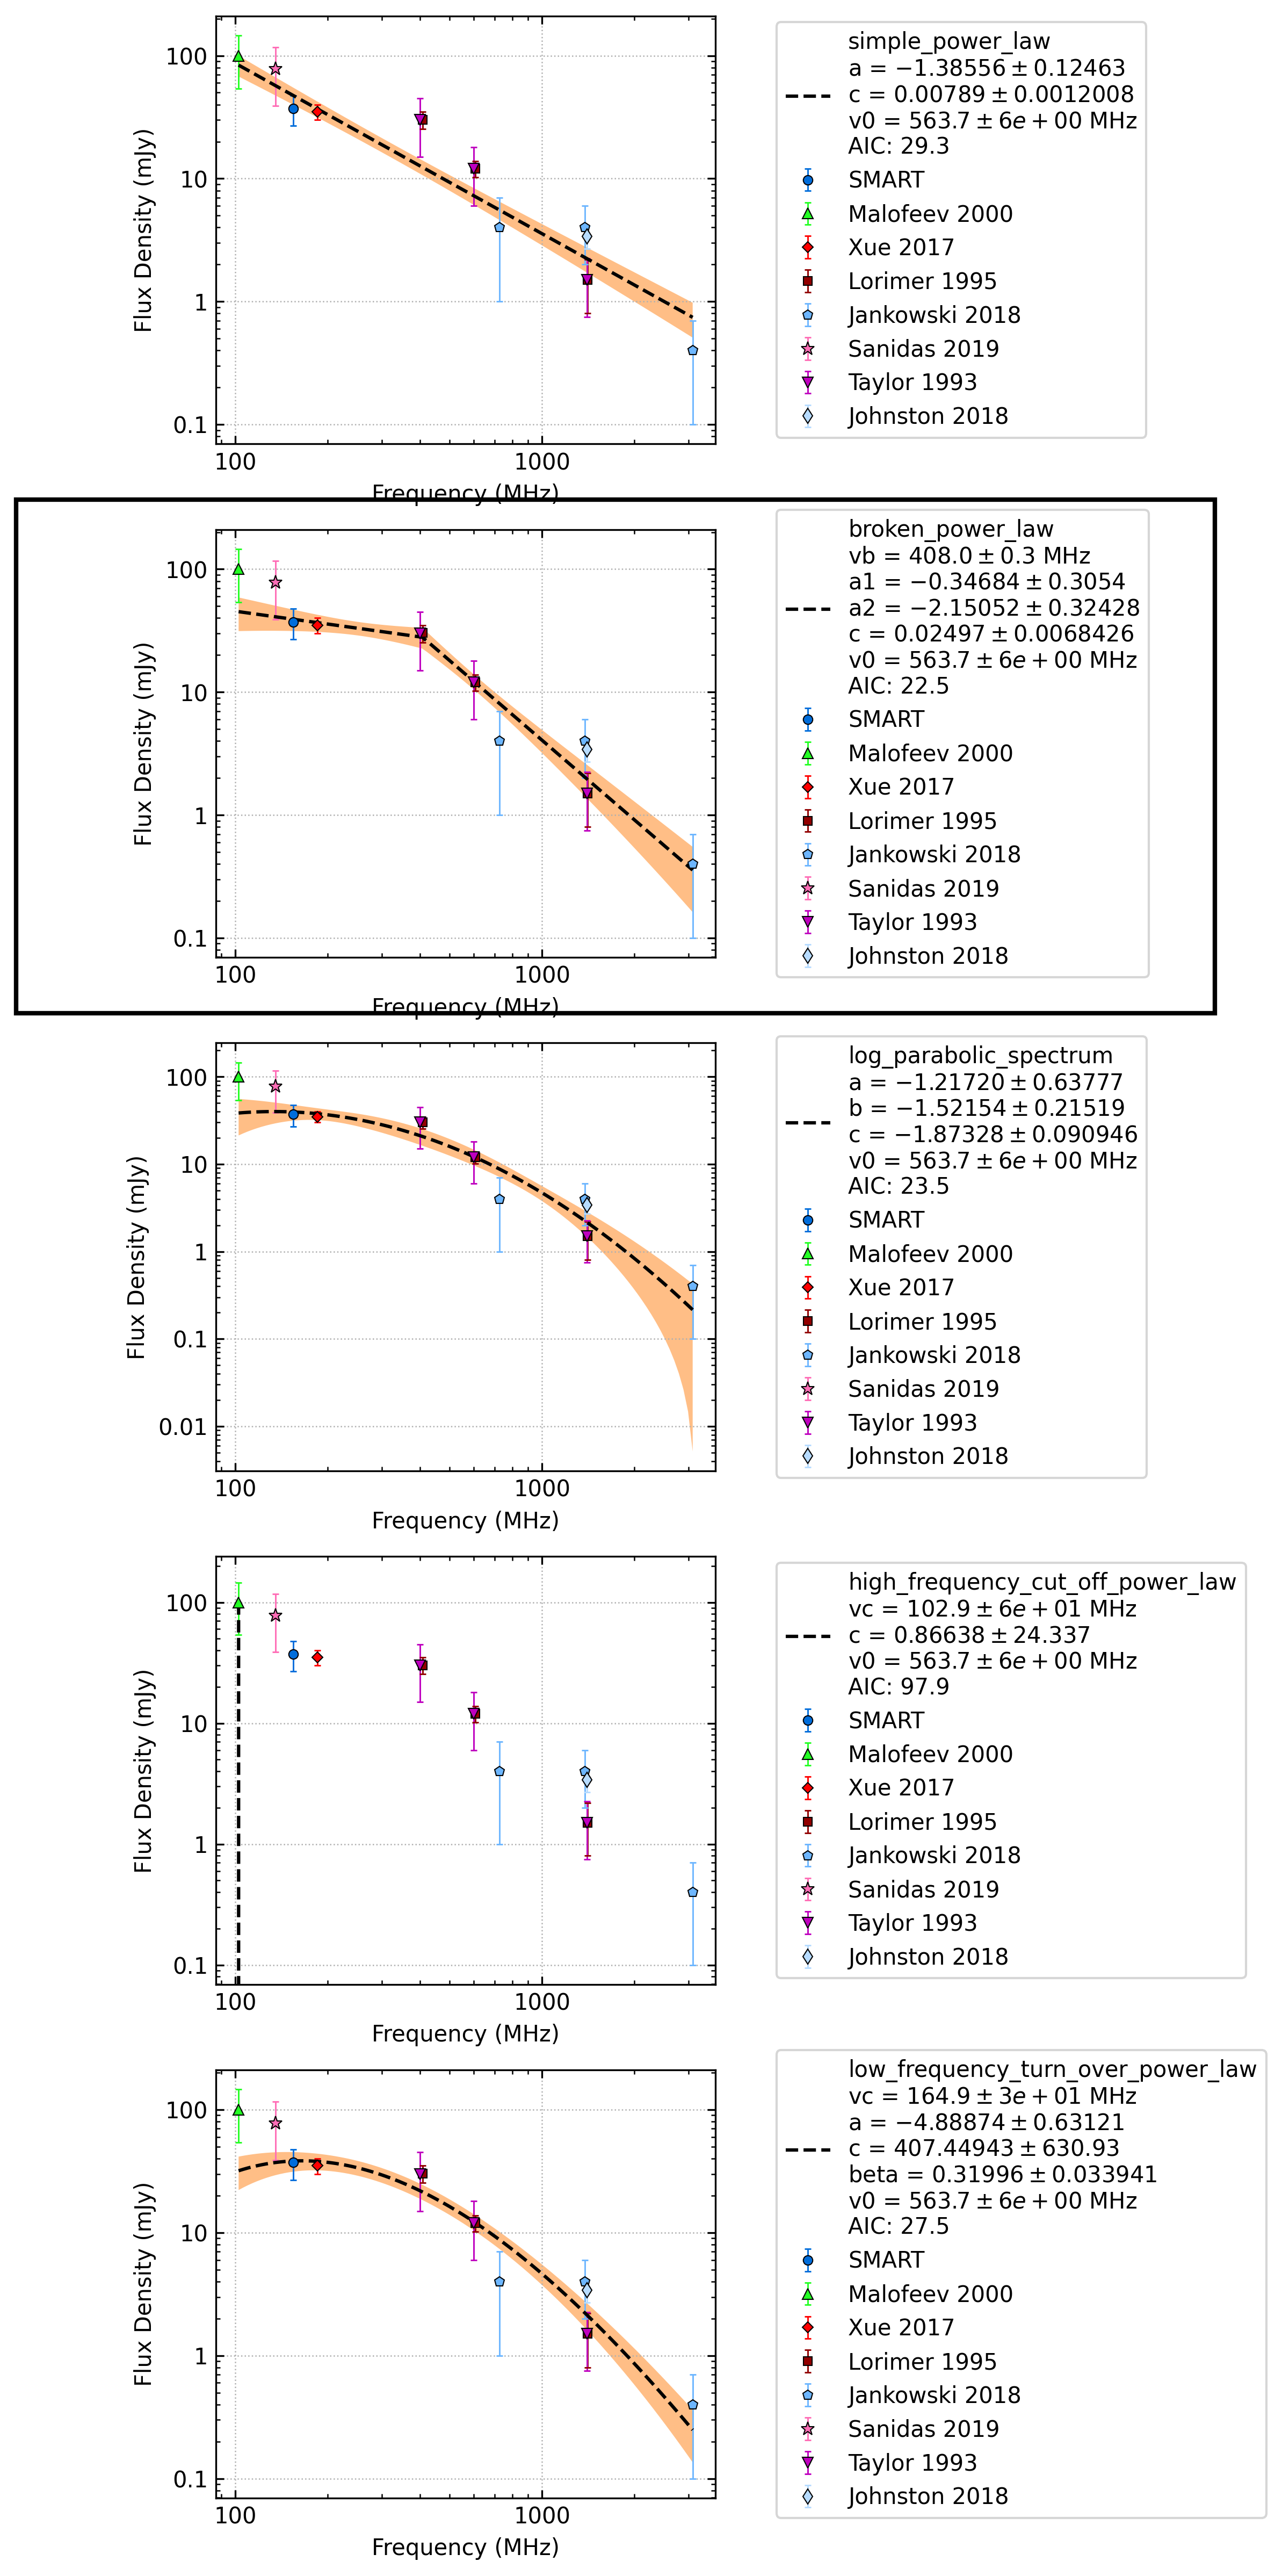 100
10
1
0.1
Flux Density (mJy)
100 1000
Frequency (MHz)
simple_power_law
a = −1.38556 ± 0.12463
c = 0.00789 ± 0.0012008
v0 = 563.7 ± 6e + 00 MHz
AIC: 29.3
SMART
Malofeev 2000
Xue 2017
Lorimer 1995
Jankowski 2018
Sanidas 2019
Taylor 1993
Johnston 2018
100
10
1
0.1
Flux Density (mJy)
100 1000
Frequency (MHz)
broken_power_law
vb = 408.0 ± 0.3 MHz
a1 = −0.34684 ± 0.3054
a2 = −2.15052 ± 0.32428
c = 0.02497 ± 0.0068426
v0 = 563.7 ± 6e + 00 MHz
AIC: 22.5
SMART
Malofeev 2000
Xue 2017
Lorimer 1995
Jankowski 2018
Sanidas 2019
Taylor 1993
Johnston 2018
100
10
1
0.1
0.01
Flux Density (mJy)
100 1000
Frequency (MHz)
log_parabolic_spectrum
a = −1.21720 ± 0.63777
b = −1.52154 ± 0.21519
c = −1.87328 ± 0.090946
v0 = 563.7 ± 6e + 00 MHz
AIC: 23.5
SMART
Malofeev 2000
Xue 2017
Lorimer 1995
Jankowski 2018
Sanidas 2019
Taylor 1993
Johnston 2018
100
10
1
0.1
Flux Density (mJy)
100 1000
Frequency (MHz)
high_frequency_cut_off_power_law
vc = 102.9 ± 6e + 01 MHz
c = 0.86638 ± 24.337
v0 = 563.7 ± 6e + 00 MHz
AIC: 97.9
SMART
Malofeev 2000
Xue 2017
Lorimer 1995
Jankowski 2018
Sanidas 2019
Taylor 1993
Johnston 2018
100
10
1
0.1
Flux Density (mJy)
100 1000
Frequency (MHz)
low_frequency_turn_over_power_law
vc = 164.9 ± 3e + 01 MHz
a = −4.88874 ± 0.63121
c = 407.44943 ± 630.93
beta = 0.31996 ± 0.033941
v0 = 563.7 ± 6e + 00 MHz
AIC: 27.5
SMART
Malofeev 2000
Xue 2017
Lorimer 1995
Jankowski 2018
Sanidas 2019
Taylor 1993
Johnston 2018